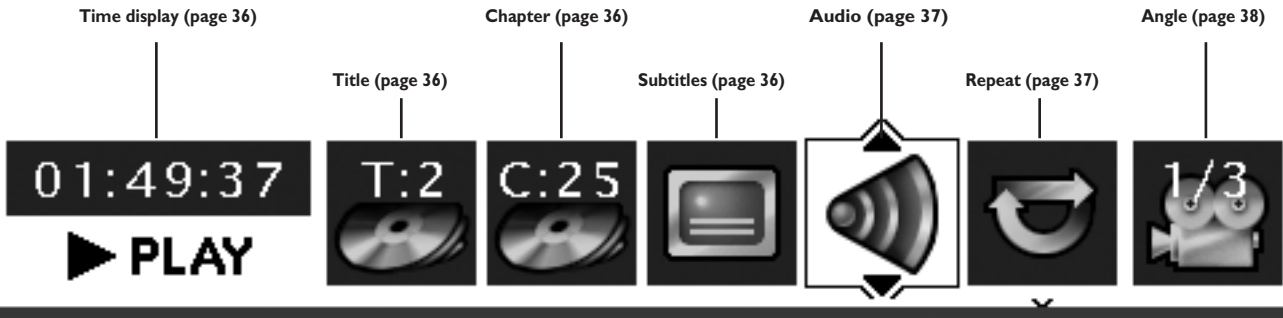 Time display (page 36)
Chapter (page 36)
Audio (page 37)
Angle (page 38)
Title (page 36)
Subtitles (page 36)
Repeat (page 37)
01:49:37
T:2
C:25
1/3
PLAY